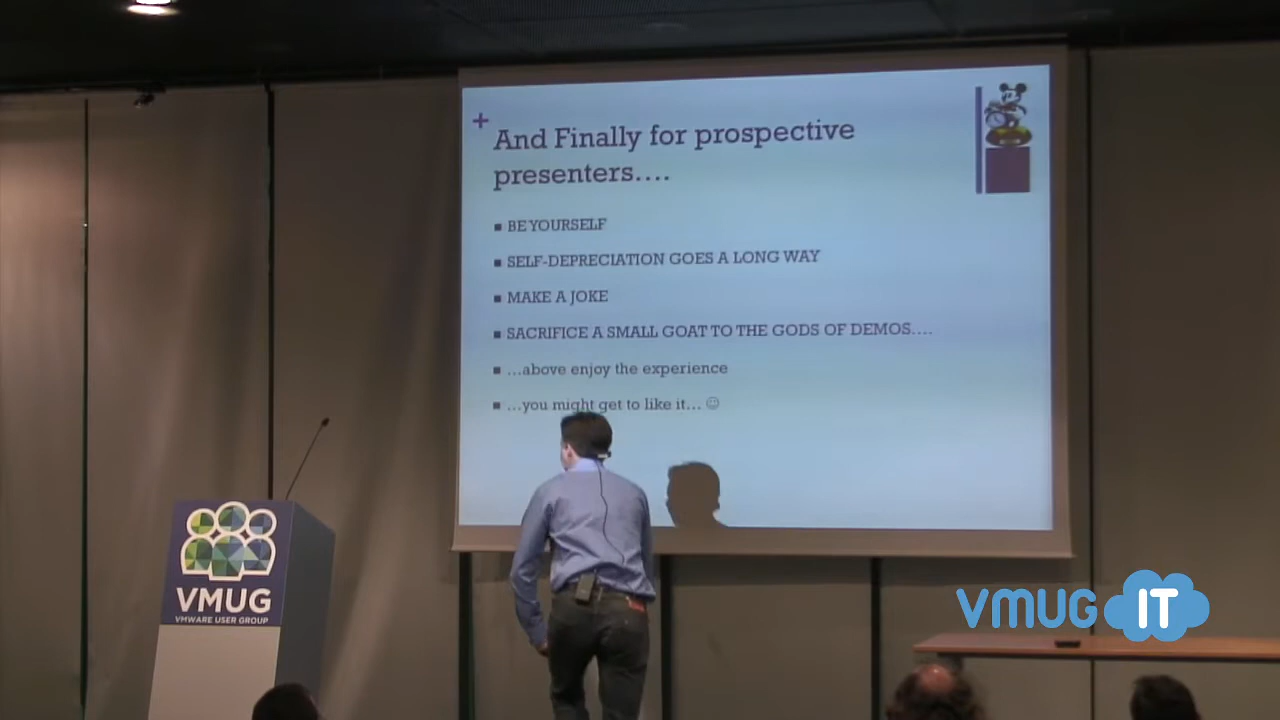 +
And Finally for prospective
presenters....
■ BE YOURSELF
■ SELF-DEPRECIATION GOES A LONG WAY
■ MAKE A JOKE
■ SACRIFICE A SMALL GOAT TO THE GODS OF DEMOS....
■ ...above enjoy the experience
■ ...you might get to like it... ☺
VMUG
VMWARE USER GROUP
VMUG IT